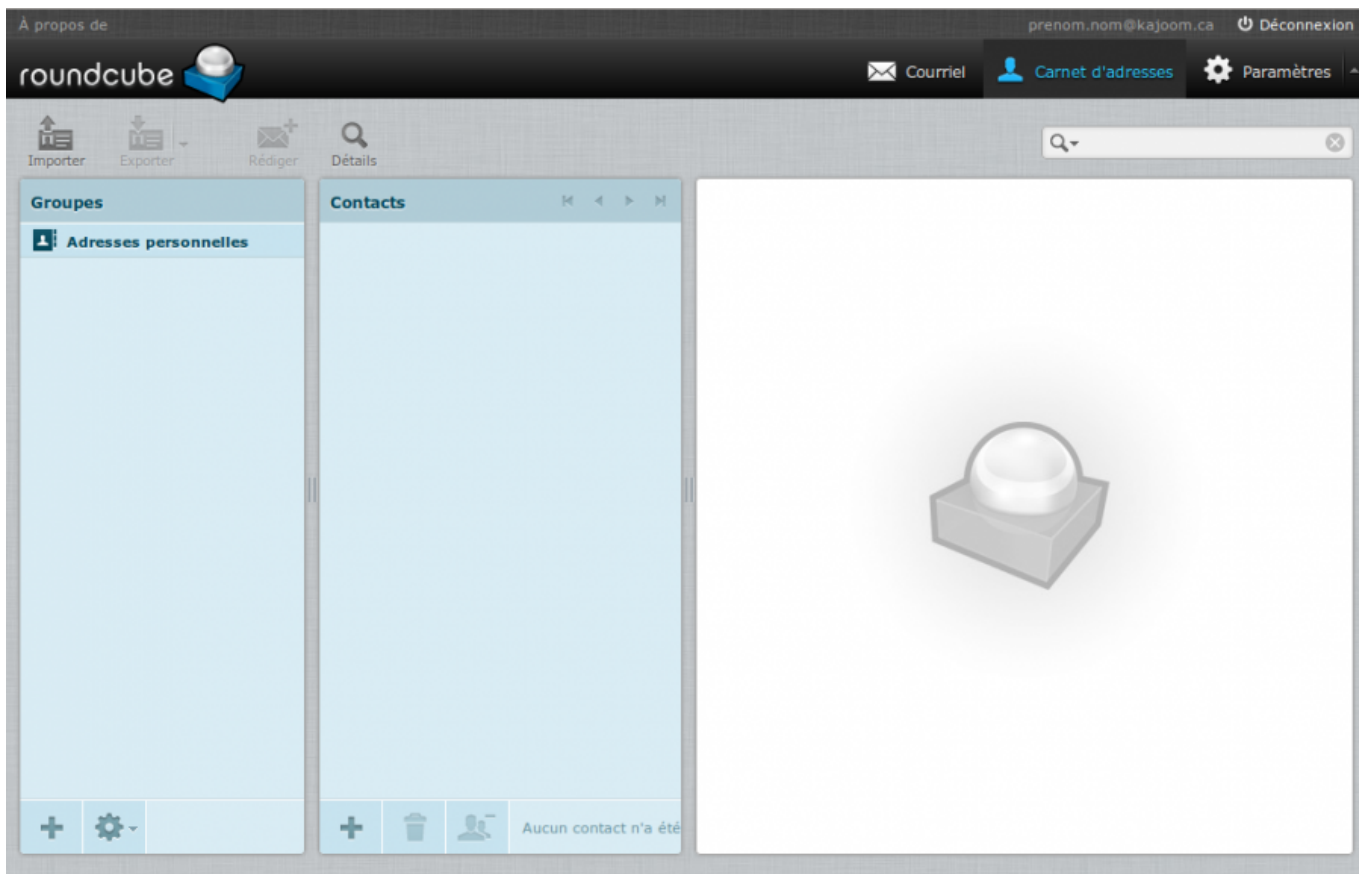 À propos de
prenom.nom@kajoom.ca Déconnexion
roundcube
Courriel Carnet d'adresses Paramètres
Importer Exporter Rédiger Détails
Groupes
Adresses personnelles
Contacts
Aucun contact n'a été